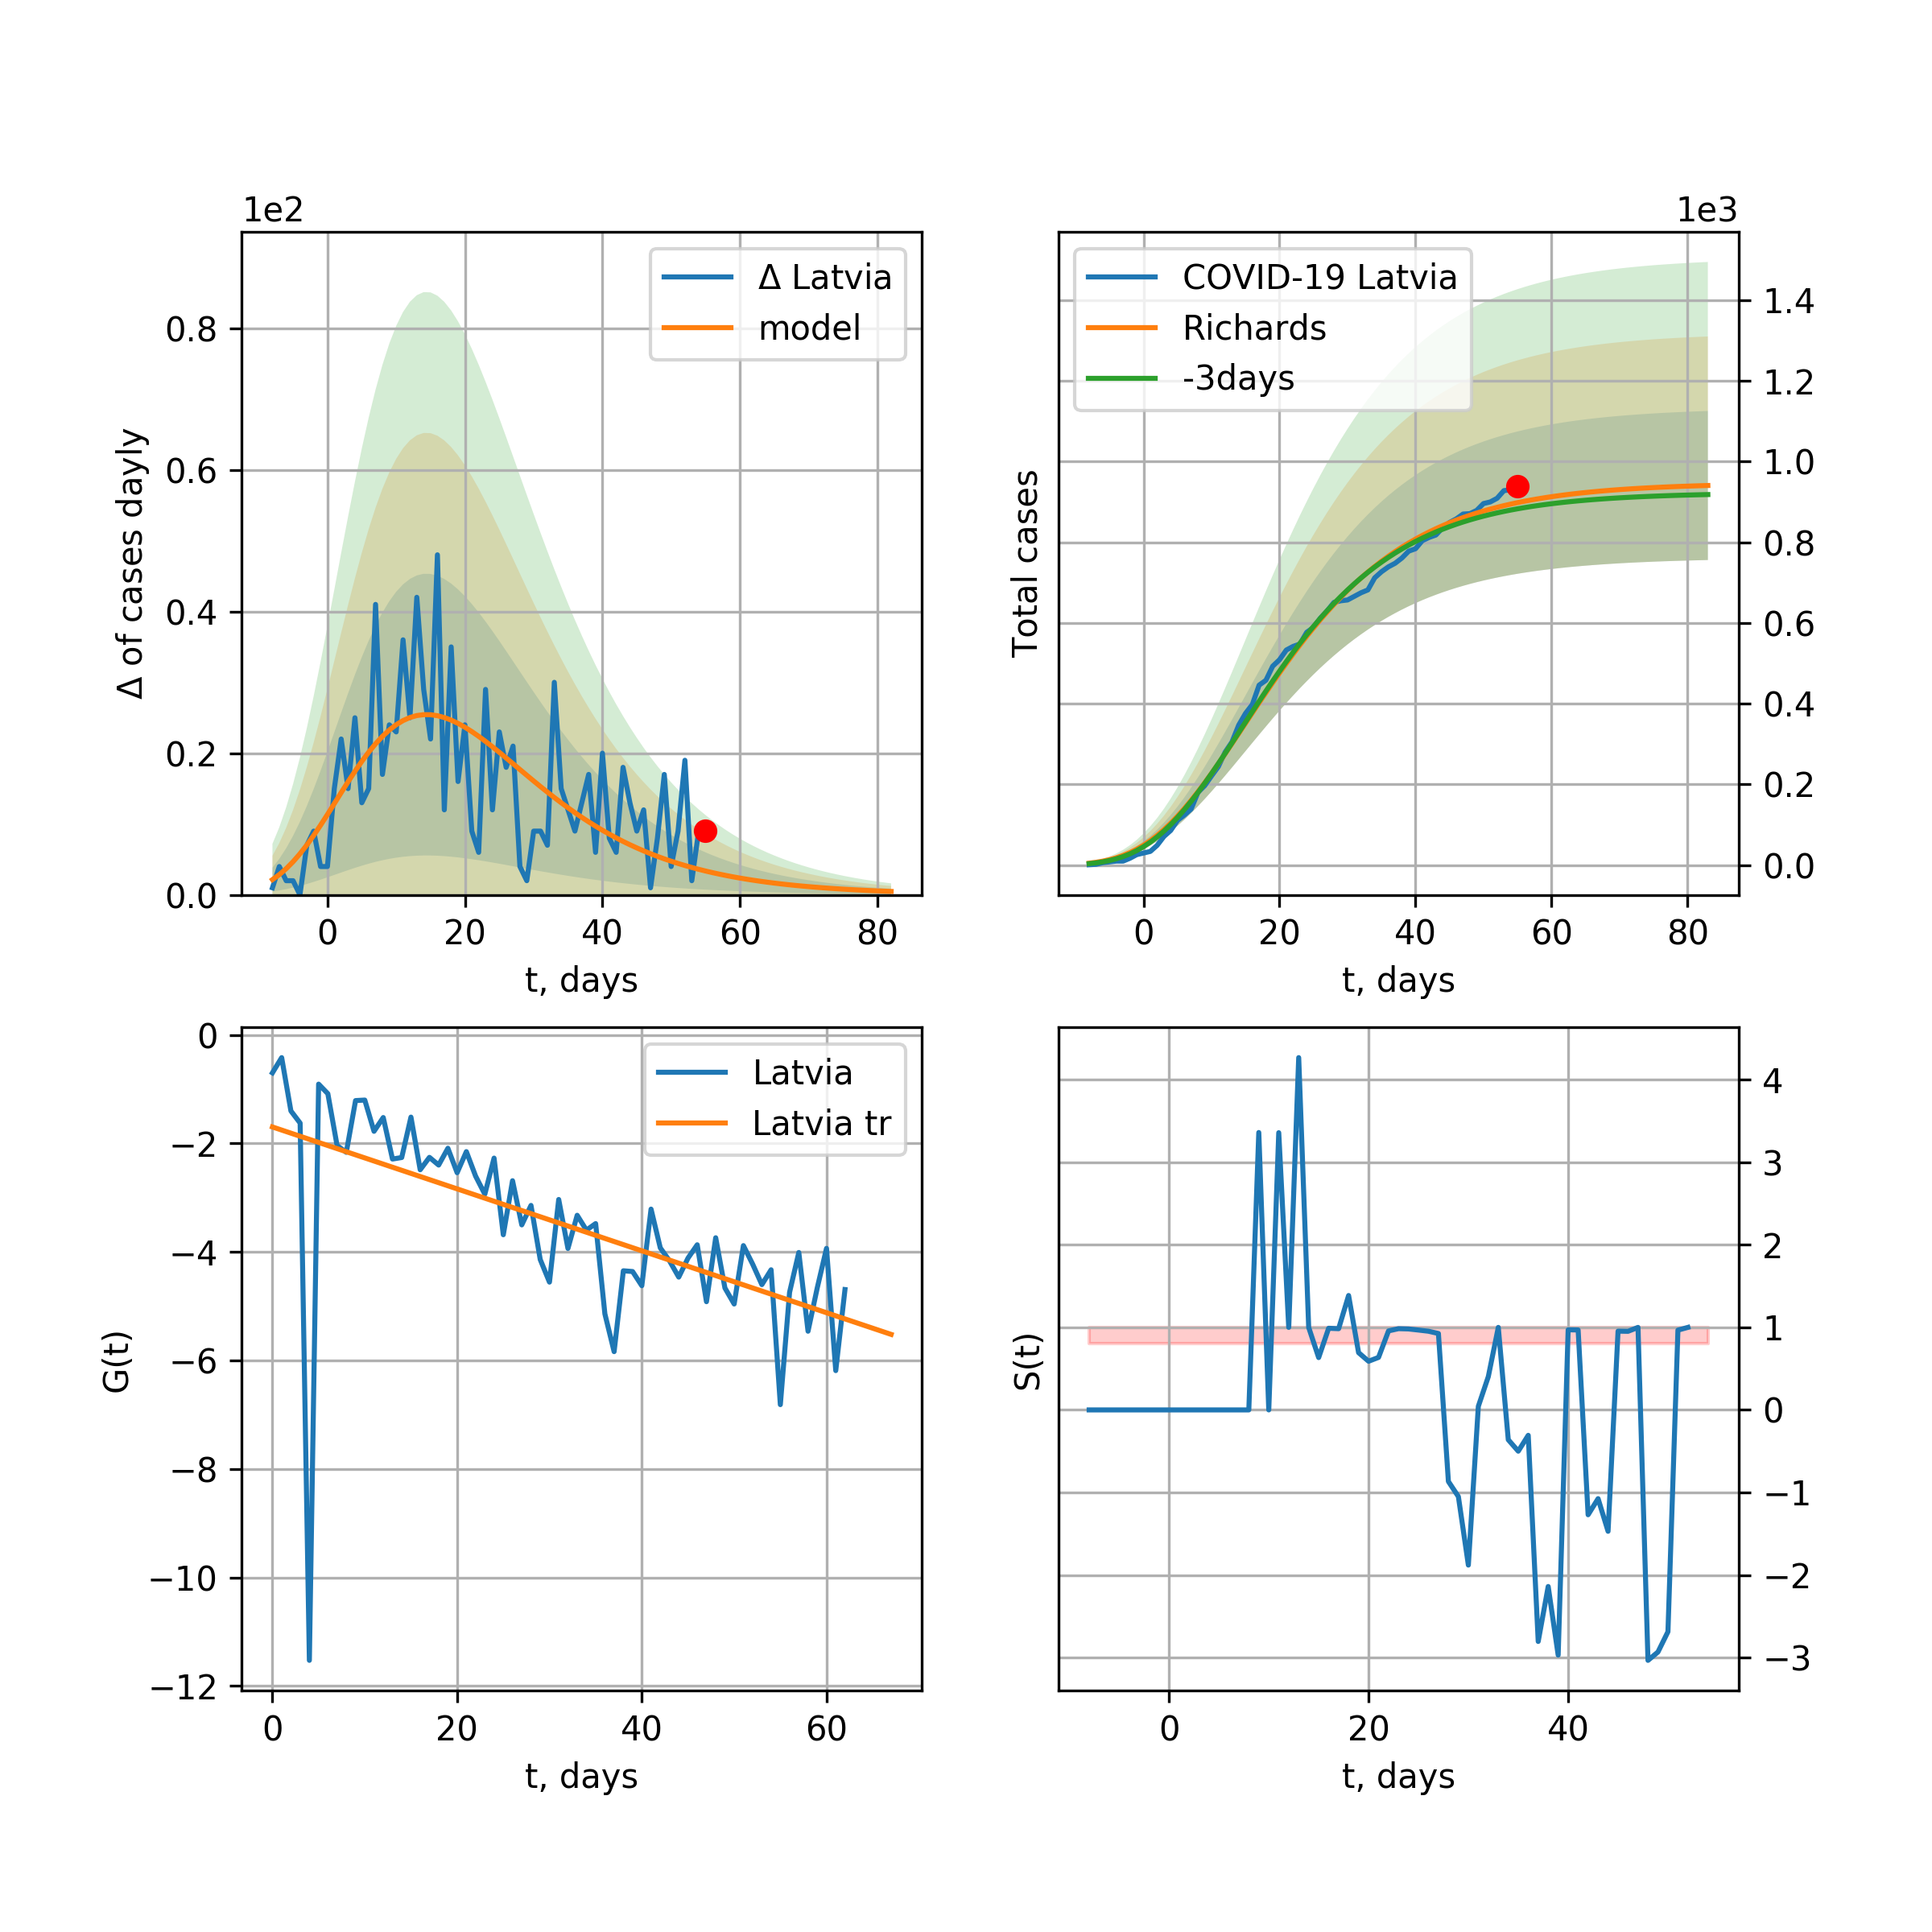 1e2
Δ of cases dayly
0.8
0.6
0.4
0.2
0.0
0 20 40 60 80
t, days
Δ Latvia
model
1e3
Total cases
COVID-19 Latvia
Richards
-3days
1.4
1.2
1.0
0.8
0.6
0.4
0.2
0.0
0 20 40 60 80
t, days
G(t)
0
−2
−4
−6
−8
−10
−12
0 20 40 60
t, days
Latvia
Latvia tr
S(t)
4
3
2
1
0
−1
−2
−3
0 20 40
t, days